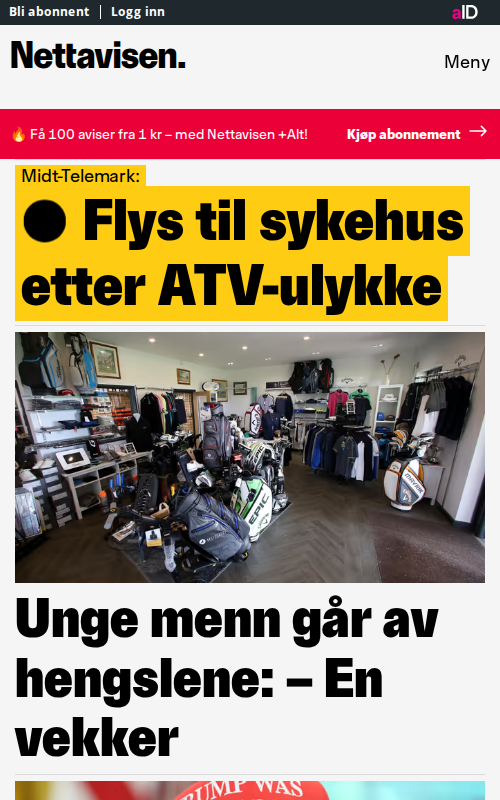 Bli abonnent
Logg inn
aID
Nettavisen.
Meny
Få 100 aviser fra 1 kr – med Nettavisen +Alt!
Kjøp abonnement
Midt-Telemark:
Flys til sykehus
etter ATV-ulykke
EPIC
MAVRIK
Unge menn går av
hengslene: – En
vekker
TRUMP WAS